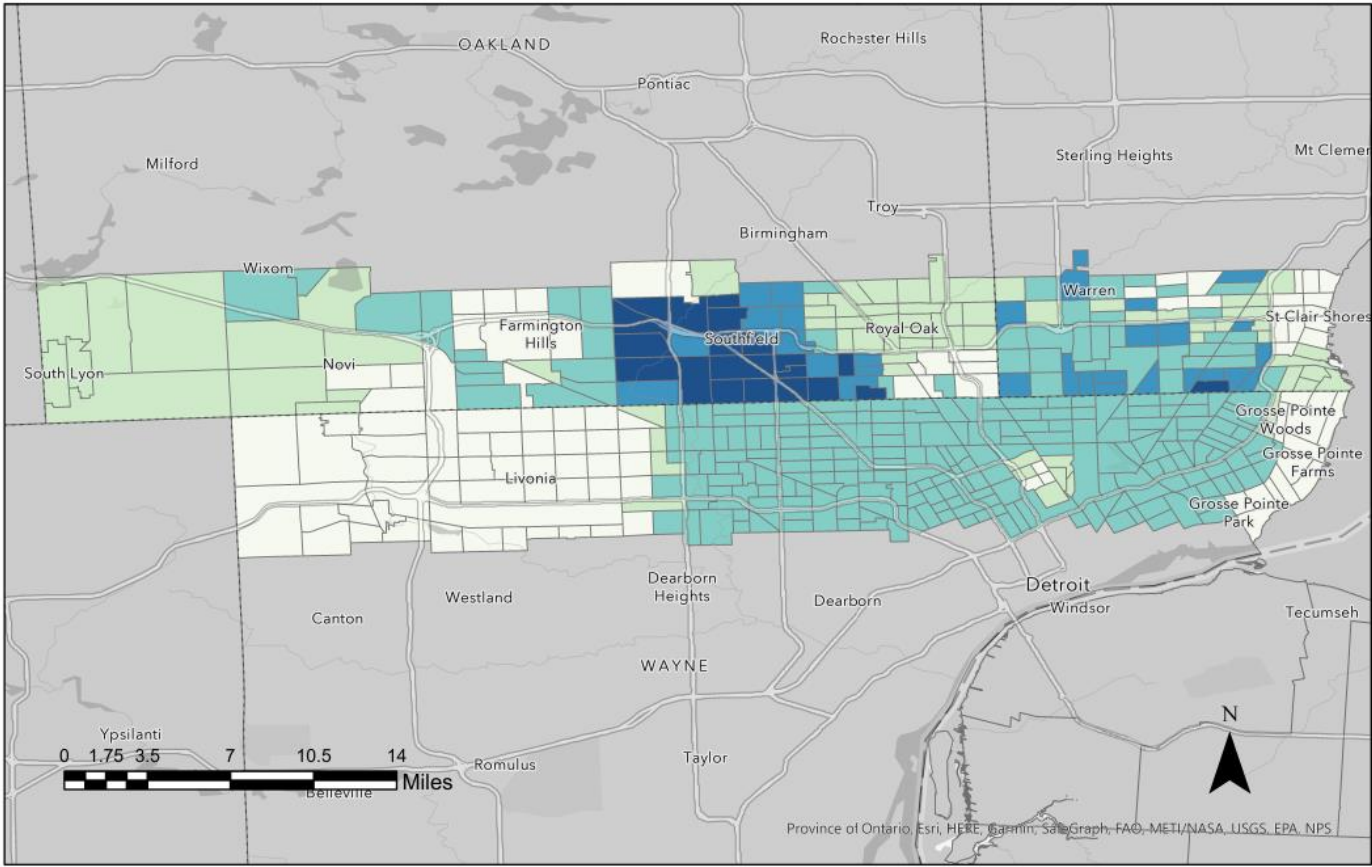 OAKLAND
Rochester Hills
Pontiac
Milford
Sterling Heights
Mt Clemen
Troy
Birmingham
Wixom
Warren
Farmington
Hills
Southfield
Royal Oak
St Clair Shores
Novi
South Lyon
Grosse Pointe
Woods
Livonia
Grosse Pointe
Farms
Grosse Pointe
Park
Dearborn
Heights
Detroit
Westland
Dearborn
Windsor
Tecumseh
Canton
WAYNE
N
Ypsilanti
0 1.75 3.5 7 10.5 14
Miles
Romulus
Taylor
Belleville
Province of Ontario, Esri, HERE, Garmin, SafeGraph, FAO, METI/NASA, USGS, EPA, NPS